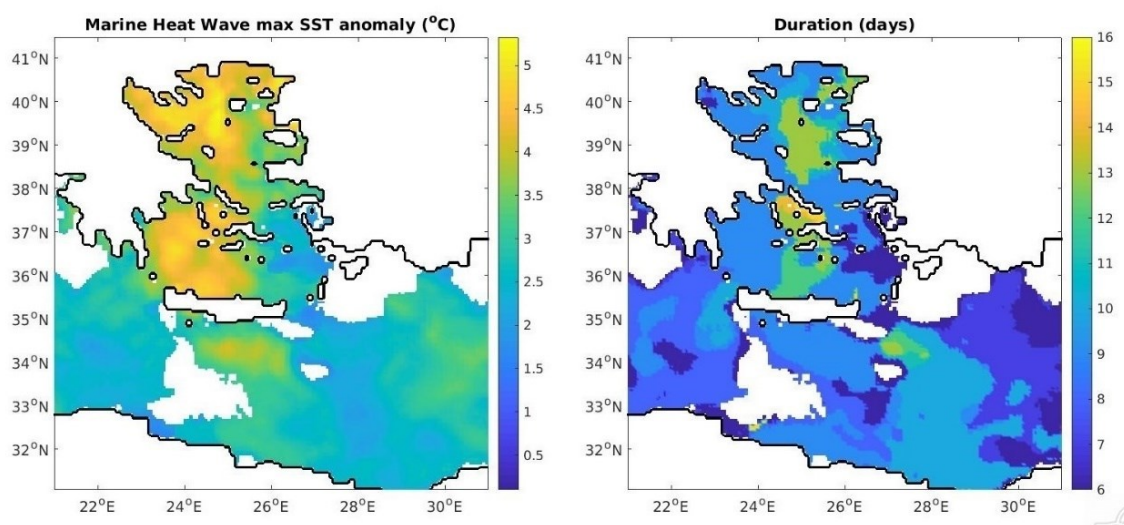 Marine Heat Wave max SST anomaly (°C)
41°N
40°N
39°N
38°N
37°N
36°N
35°N
34°N
33°N
32°N
22°E
24°E
26°E
28°E
30°E
5
4.5
4
3.5
3
2.5
2
1.5
1
0.5
Duration (days)
41°N
40°N
39°N
38°N
37°N
36°N
35°N
34°N
33°N
32°N
22°E
24°E
26°E
28°E
30°E
16
15
14
13
12
11
10
9
8
7
6